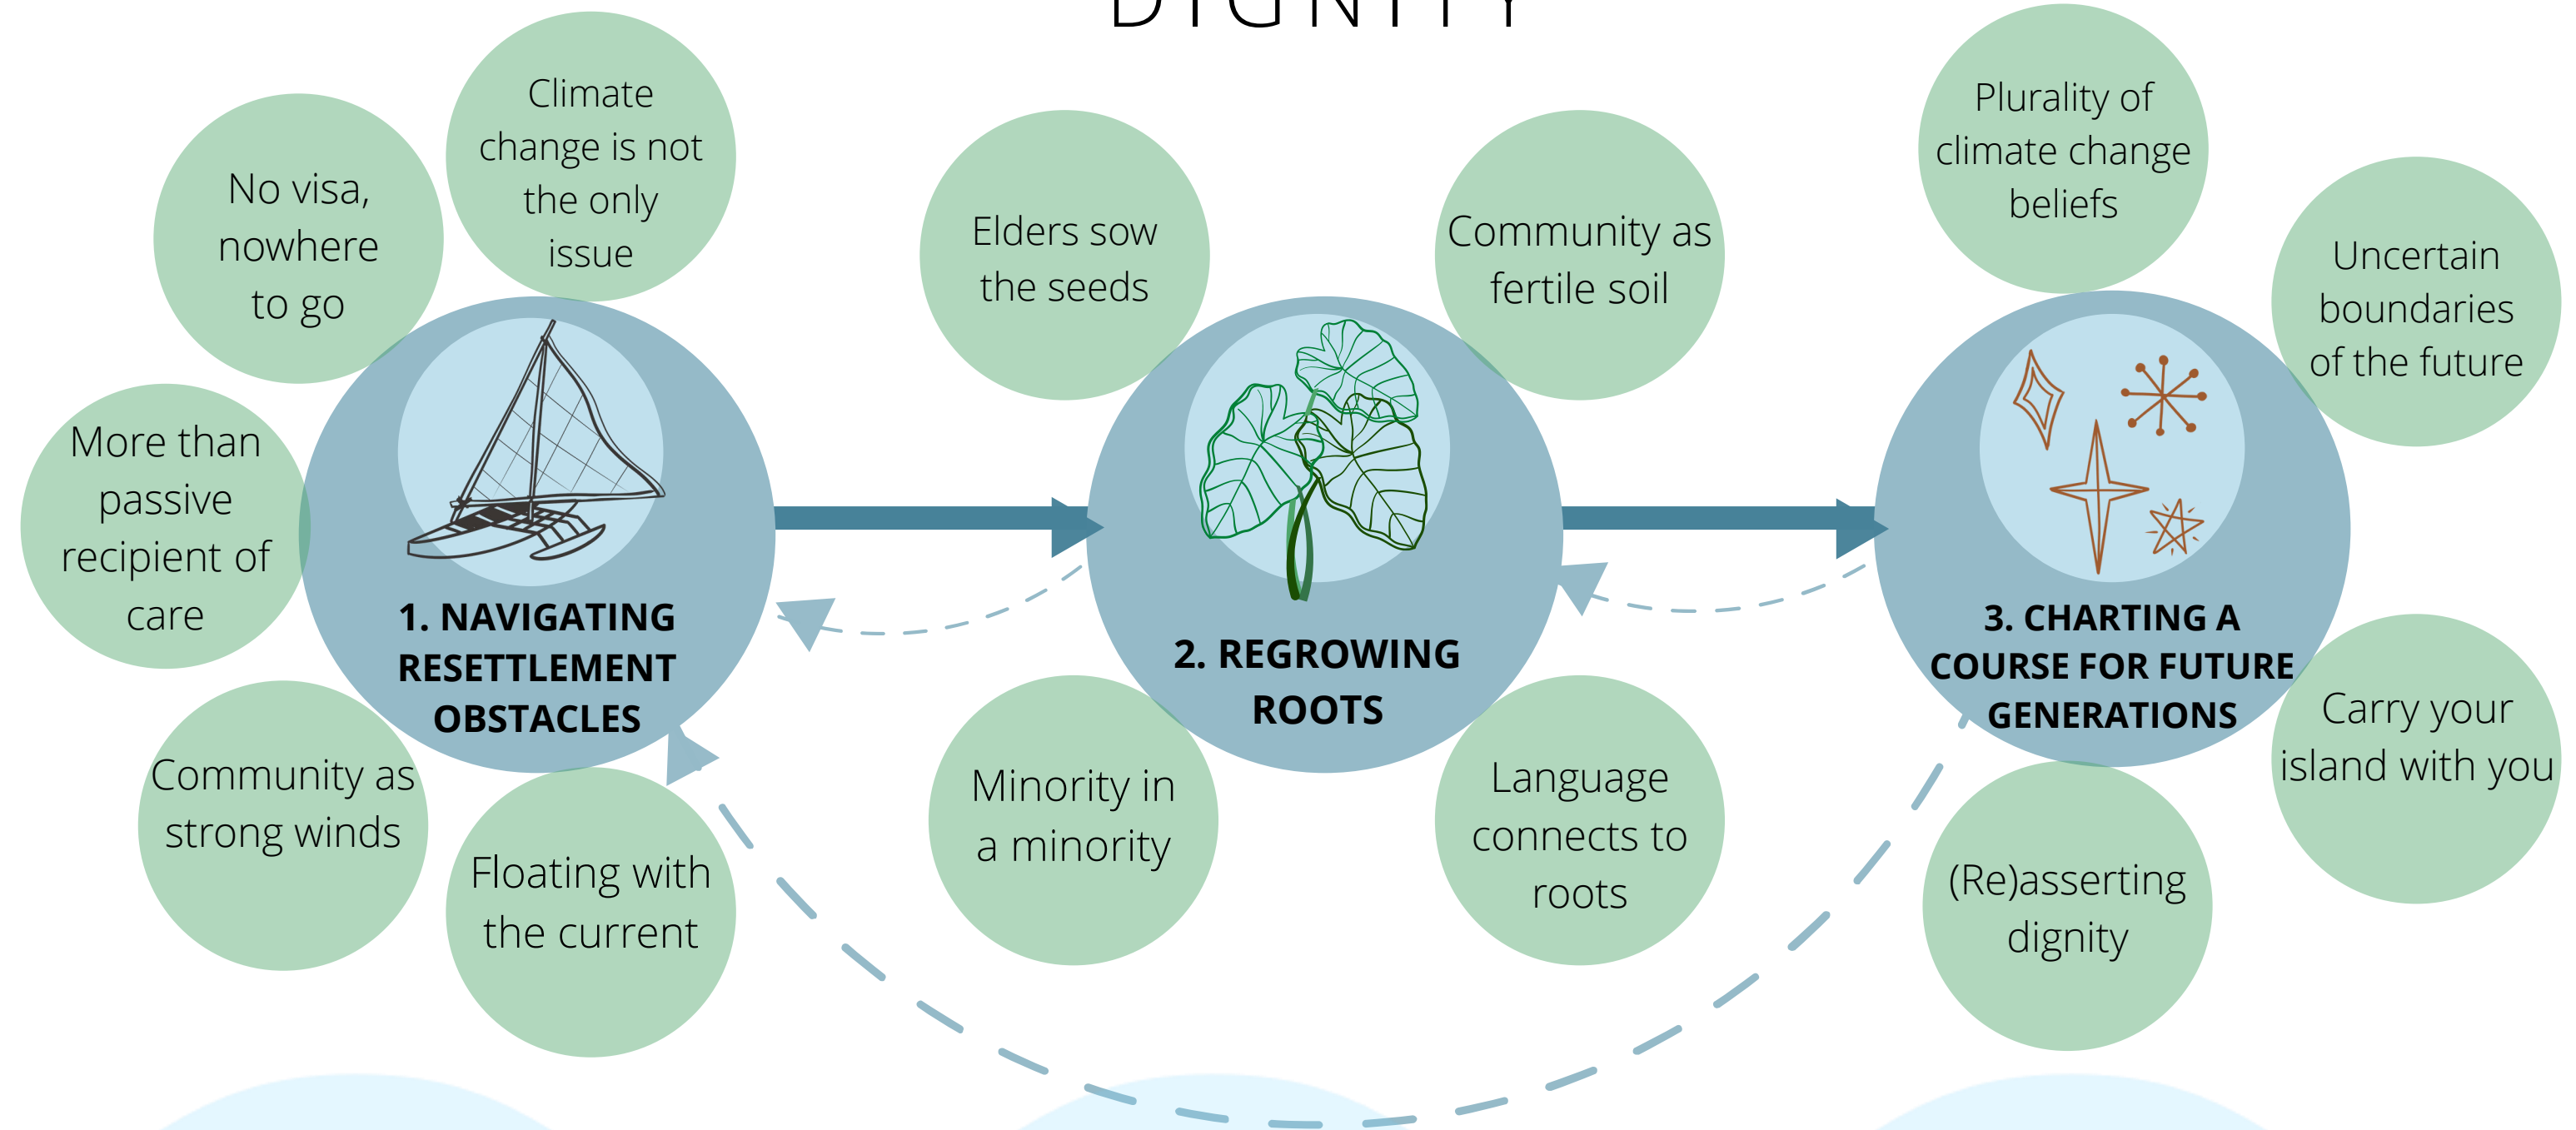 DIGNITY
Climate
change is not
the only
issue
No visa,
nowhere
to go
More than
passive
recipient of
care
Community as
strong winds
Floating with
the current
1. NAVIGATING
RESETTLEMENT
OBSTACLES
Elders sow
the seeds
Community as
fertile soil
2. REGROWING
ROOTS
Minority in
a minority
Language
connects to
roots
Plurality of
climate change
beliefs
Uncertain
boundaries
of the future
3. CHARTING A
COURSE FOR FUTURE
GENERATIONS
Carry your
island with you
(Re)asserting
dignity